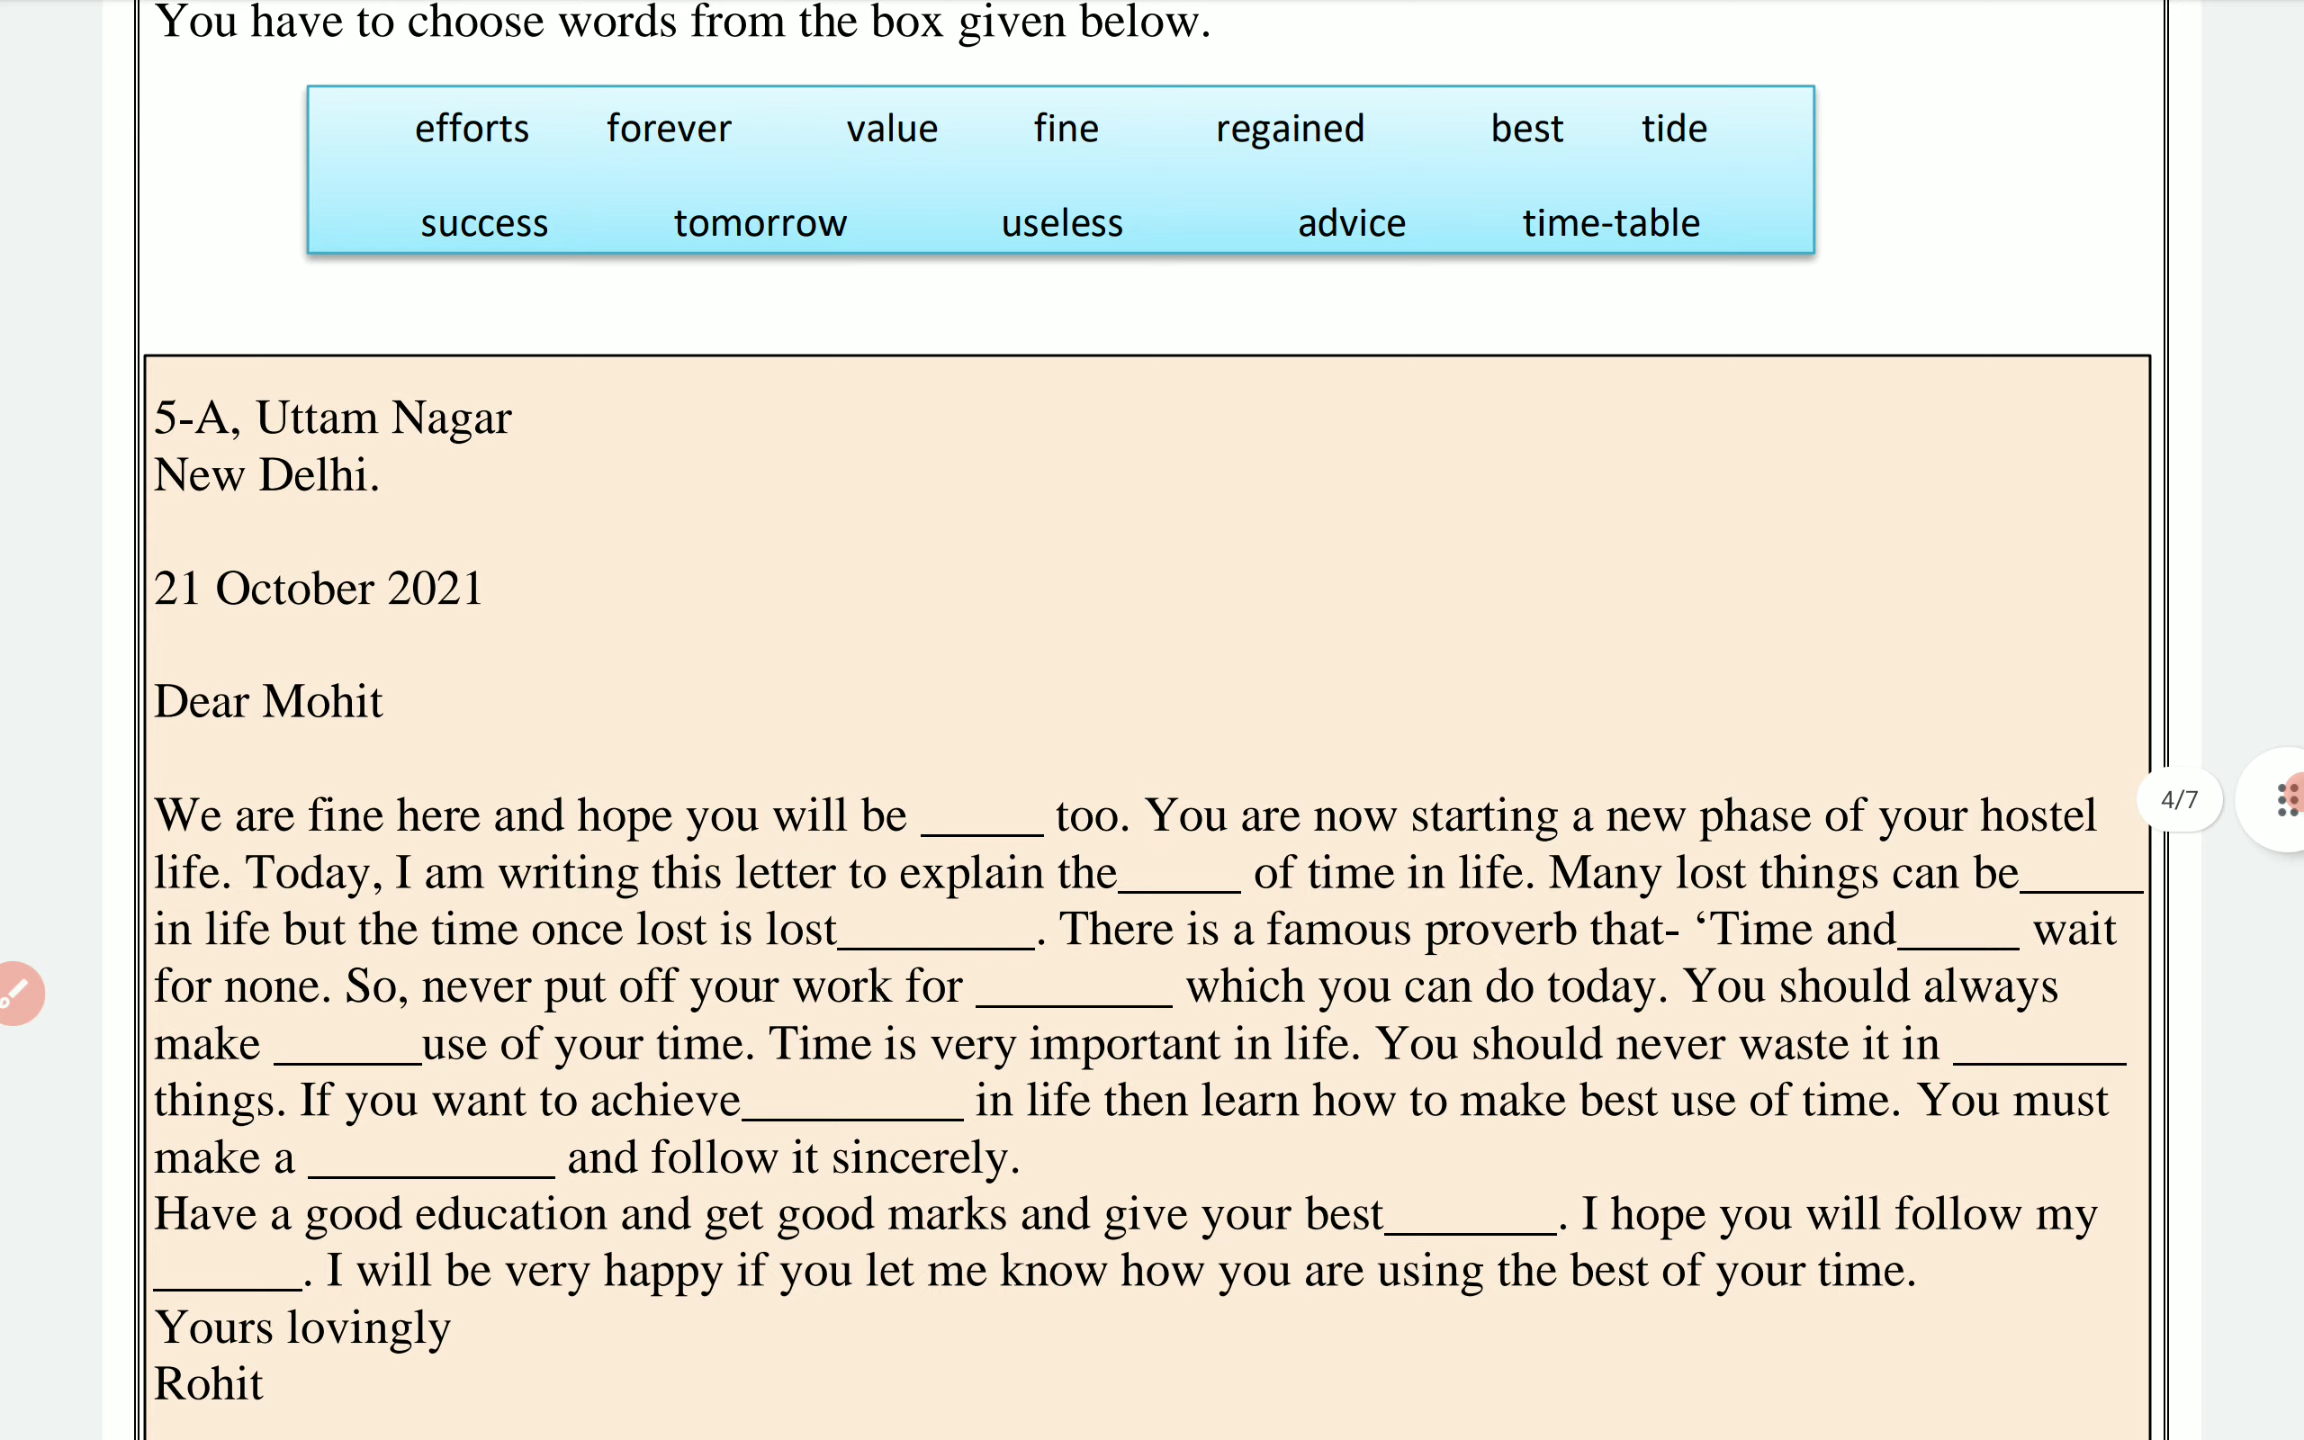 You have to choose words from the box given below.
efforts forever value fine regained best tide
success tomorrow useless advice time-table
5-A, Uttam Nagar
New Delhi.
21 October 2021
Dear Mohit
We are fine here and hope you will be _____ too. You are now starting a new phase of your hostel
life. Today, I am writing this letter to explain the_____ of time in life. Many lost things can be_____
in life but the time once lost is lost________. There is a famous proverb that- ‘Time and_____ wait
for none. So, never put off your work for ________ which you can do today. You should always
make ______use of your time. Time is very important in life. You should never waste it in _______
things. If you want to achieve_________ in life then learn how to make best use of time. You must
make a __________ and follow it sincerely.
Have a good education and get good marks and give your best_______. I hope you will follow my
______. I will be very happy if you let me know how you are using the best of your time.
Yours lovingly
Rohit
4/7